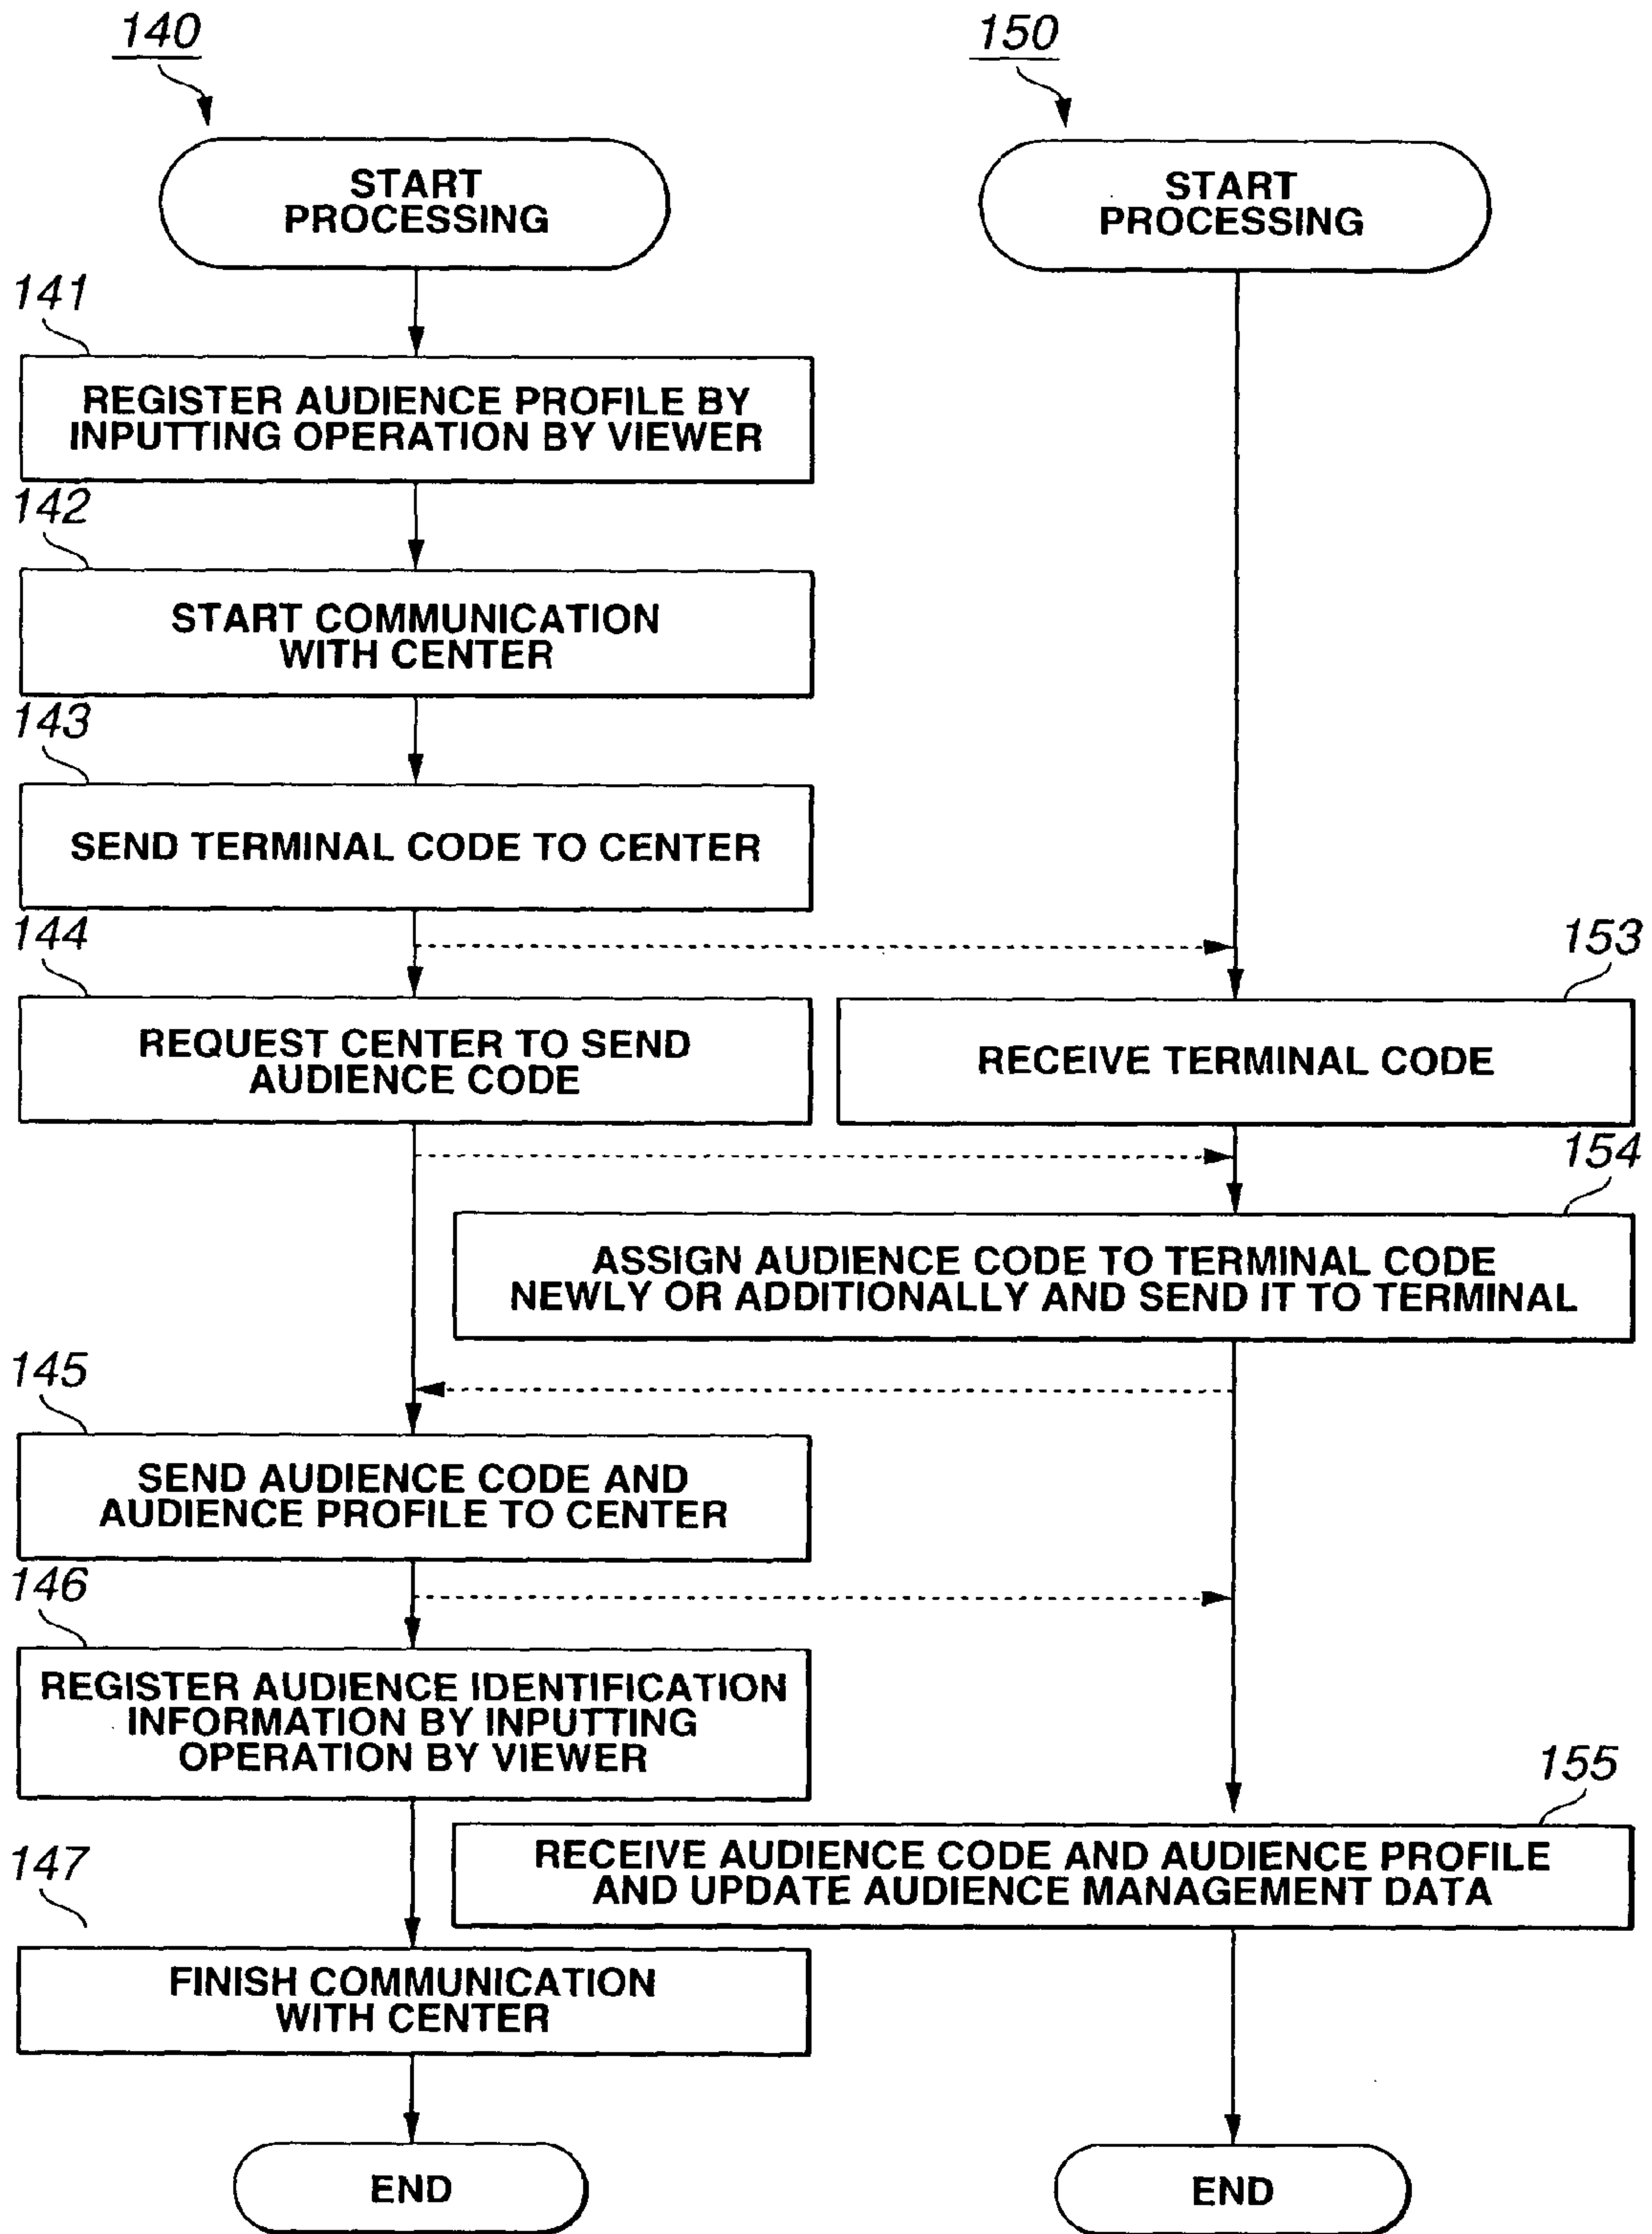 140
150
START
PROCESSING
START
PROCESSING
141
REGISTER AUDIENCE PROFILE BY
INPUTTING OPERATION BY VIEWER
142
START COMMUNICATION
WITH CENTER
143
SEND TERMINAL CODE TO CENTER
144
153
REQUEST CENTER TO SEND
AUDIENCE CODE
RECEIVE TERMINAL CODE
154
ASSIGN AUDIENCE CODE TO TERMINAL CODE
NEWLY OR ADDITIONALLY AND SEND IT TO TERMINAL
145
SEND AUDIENCE CODE AND
AUDIENCE PROFILE TO CENTER
146
REGISTER AUDIENCE IDENTIFICATION
INFORMATION BY INPUTTING
OPERATION BY VIEWER
155
RECEIVE AUDIENCE CODE AND AUDIENCE PROFILE
AND UPDATE AUDIENCE MANAGEMENT DATA
147
FINISH COMMUNICATION
WITH CENTER
END
END